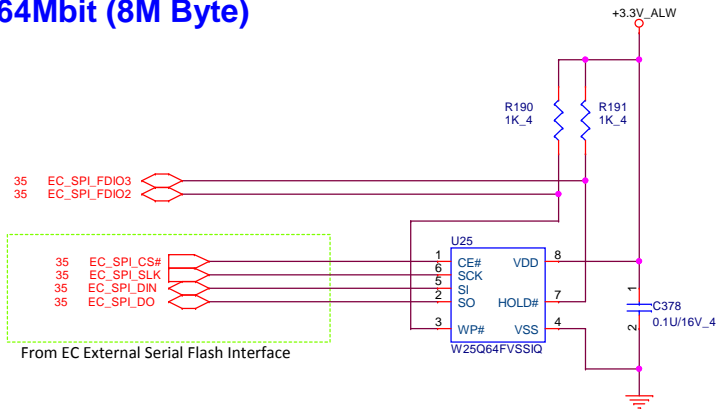 64Mbit (8M Byte)
+3.3V_ALW
R190
1K_4
R191
1K_4
35 EC_SPI_FDIO3
35 EC_SPI_FDIO2
U25
35 EC_SPI_CS# 1 CE# VDD 8
35 EC_SPI_SLK 6 SCK
35 EC_SPI_DIN 5 SI
35 EC_SPI_DO 2 SO HOLD# 7
3 WP# VSS 4
W25Q64FVSSIQ
1
C378
0.1U/16V_4
2
From EC External Serial Flash Interface